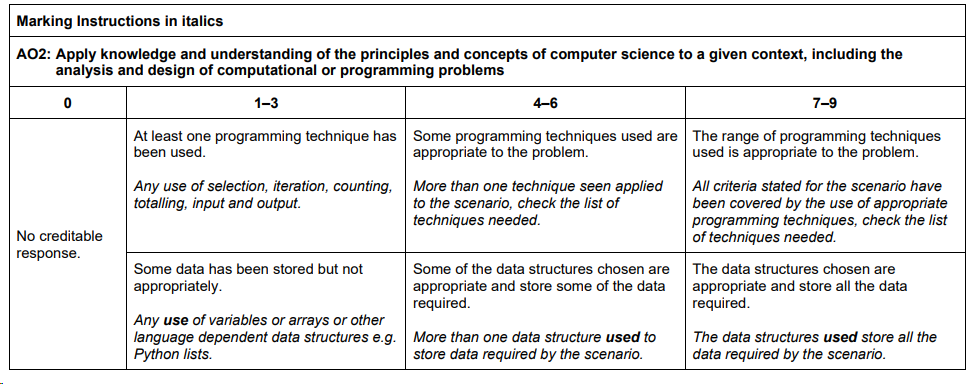 Marking Instructions in italics
AO2: Apply knowledge and understanding of the principles and concepts of computer science to a given context, including the
analysis and design of computational or programming problems
0
1–3
4–6
7–9
No creditable
response.
At least one programming technique has
been used.
Any use of selection, iteration, counting,
totalling, input and output.
Some programming techniques used are
appropriate to the problem.
More than one technique seen applied
to the scenario, check the list of
techniques needed.
The range of programming techniques
used is appropriate to the problem.
All criteria stated for the scenario have
been covered by the use of appropriate
programming techniques, check the list
of techniques needed.
Some data has been stored but not
appropriately.
Any use of variables or arrays or other
language dependent data structures e.g.
Python lists.
Some of the data structures chosen are
appropriate and store some of the data
required.
More than one data structure used to
store data required by the scenario.
The data structures chosen are
appropriate and store all the data
required.
The data structures used store all the
data required by the scenario.